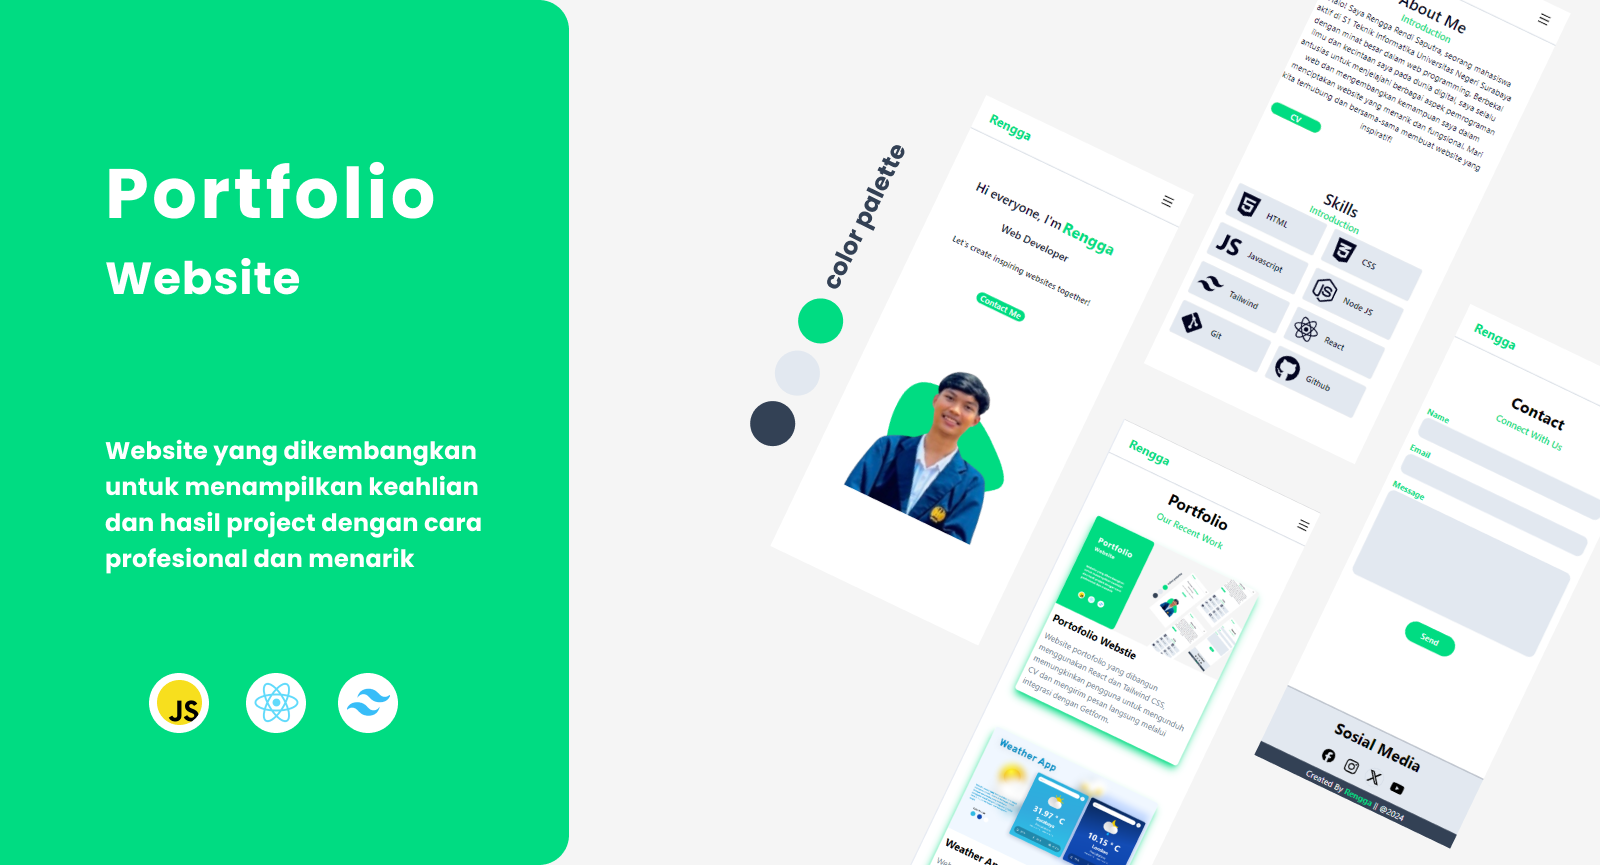 Portfolio
Website
Website yang dikembangkan
untuk menampilkan keahlian
dan hasil project dengan cara
profesional dan menarik
JS
color palette
Rengga
Hi everyone, I'm Rengga
Web Developer
Let's create inspiring websites together!
Contact Me
About Me
Introduction
Saya Rengga Rendi Saputra, seorang mahasiswa
aktif di S1 Teknik Informatika Universitas Negeri Surabaya
dengan minat besar dalam web programming. Berbekal
ilmu dan kecintaan saya pada dunia digital, saya selalu
antusias untuk menjelajahi berbagai aspek pemrograman
web dan mengembangkan kemampuan saya dalam
menciptakan website yang menarik dan fungsional. Mari
kita terhubung dan bersama-sama membuat website yang
inspiratif!
CV
Skills
Introduction
HTML
CSS
JS
Javascript
Node JS
Tailwind
React
Git
Github
Rengga
Portfolio
Our Recent Work
Portfolio
Website
Portofolio Webstie
Website portofolio yang dibangun
menggunakan React dan Tailwind CSS,
memungkinkan pengguna untuk mengunduh
CV dan mengirim pesan langsung melalui
integrasi dengan Getform.
Weather App
31.97 ° C
Surabaya
10.15 ° C
London
Weather
Rengga
Contact
Connect With Us
Name
Email
Message
Send
Sosial Media
Created By Rengga || @2024